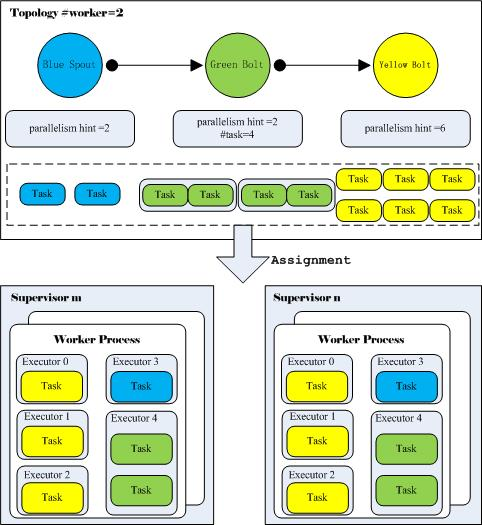 Topology #worker=2
Blue Spout
Green Bolt
Yellow Bolt
parallelism hint =2
parallelism hint =2
#task=4
parallelism hint =6
Task Task Task Task Task Task Task Task Task
Task Task Task
Assignment
Supervisor m
Worker Process
Executor 0
Task
Executor 3
Task
Executor 1
Task
Executor 4
Task
Task
Executor 2
Task
Supervisor n
Worker Process
Executor 0
Task
Executor 3
Task
Executor 1
Task
Executor 4
Task
Task
Executor 2
Task